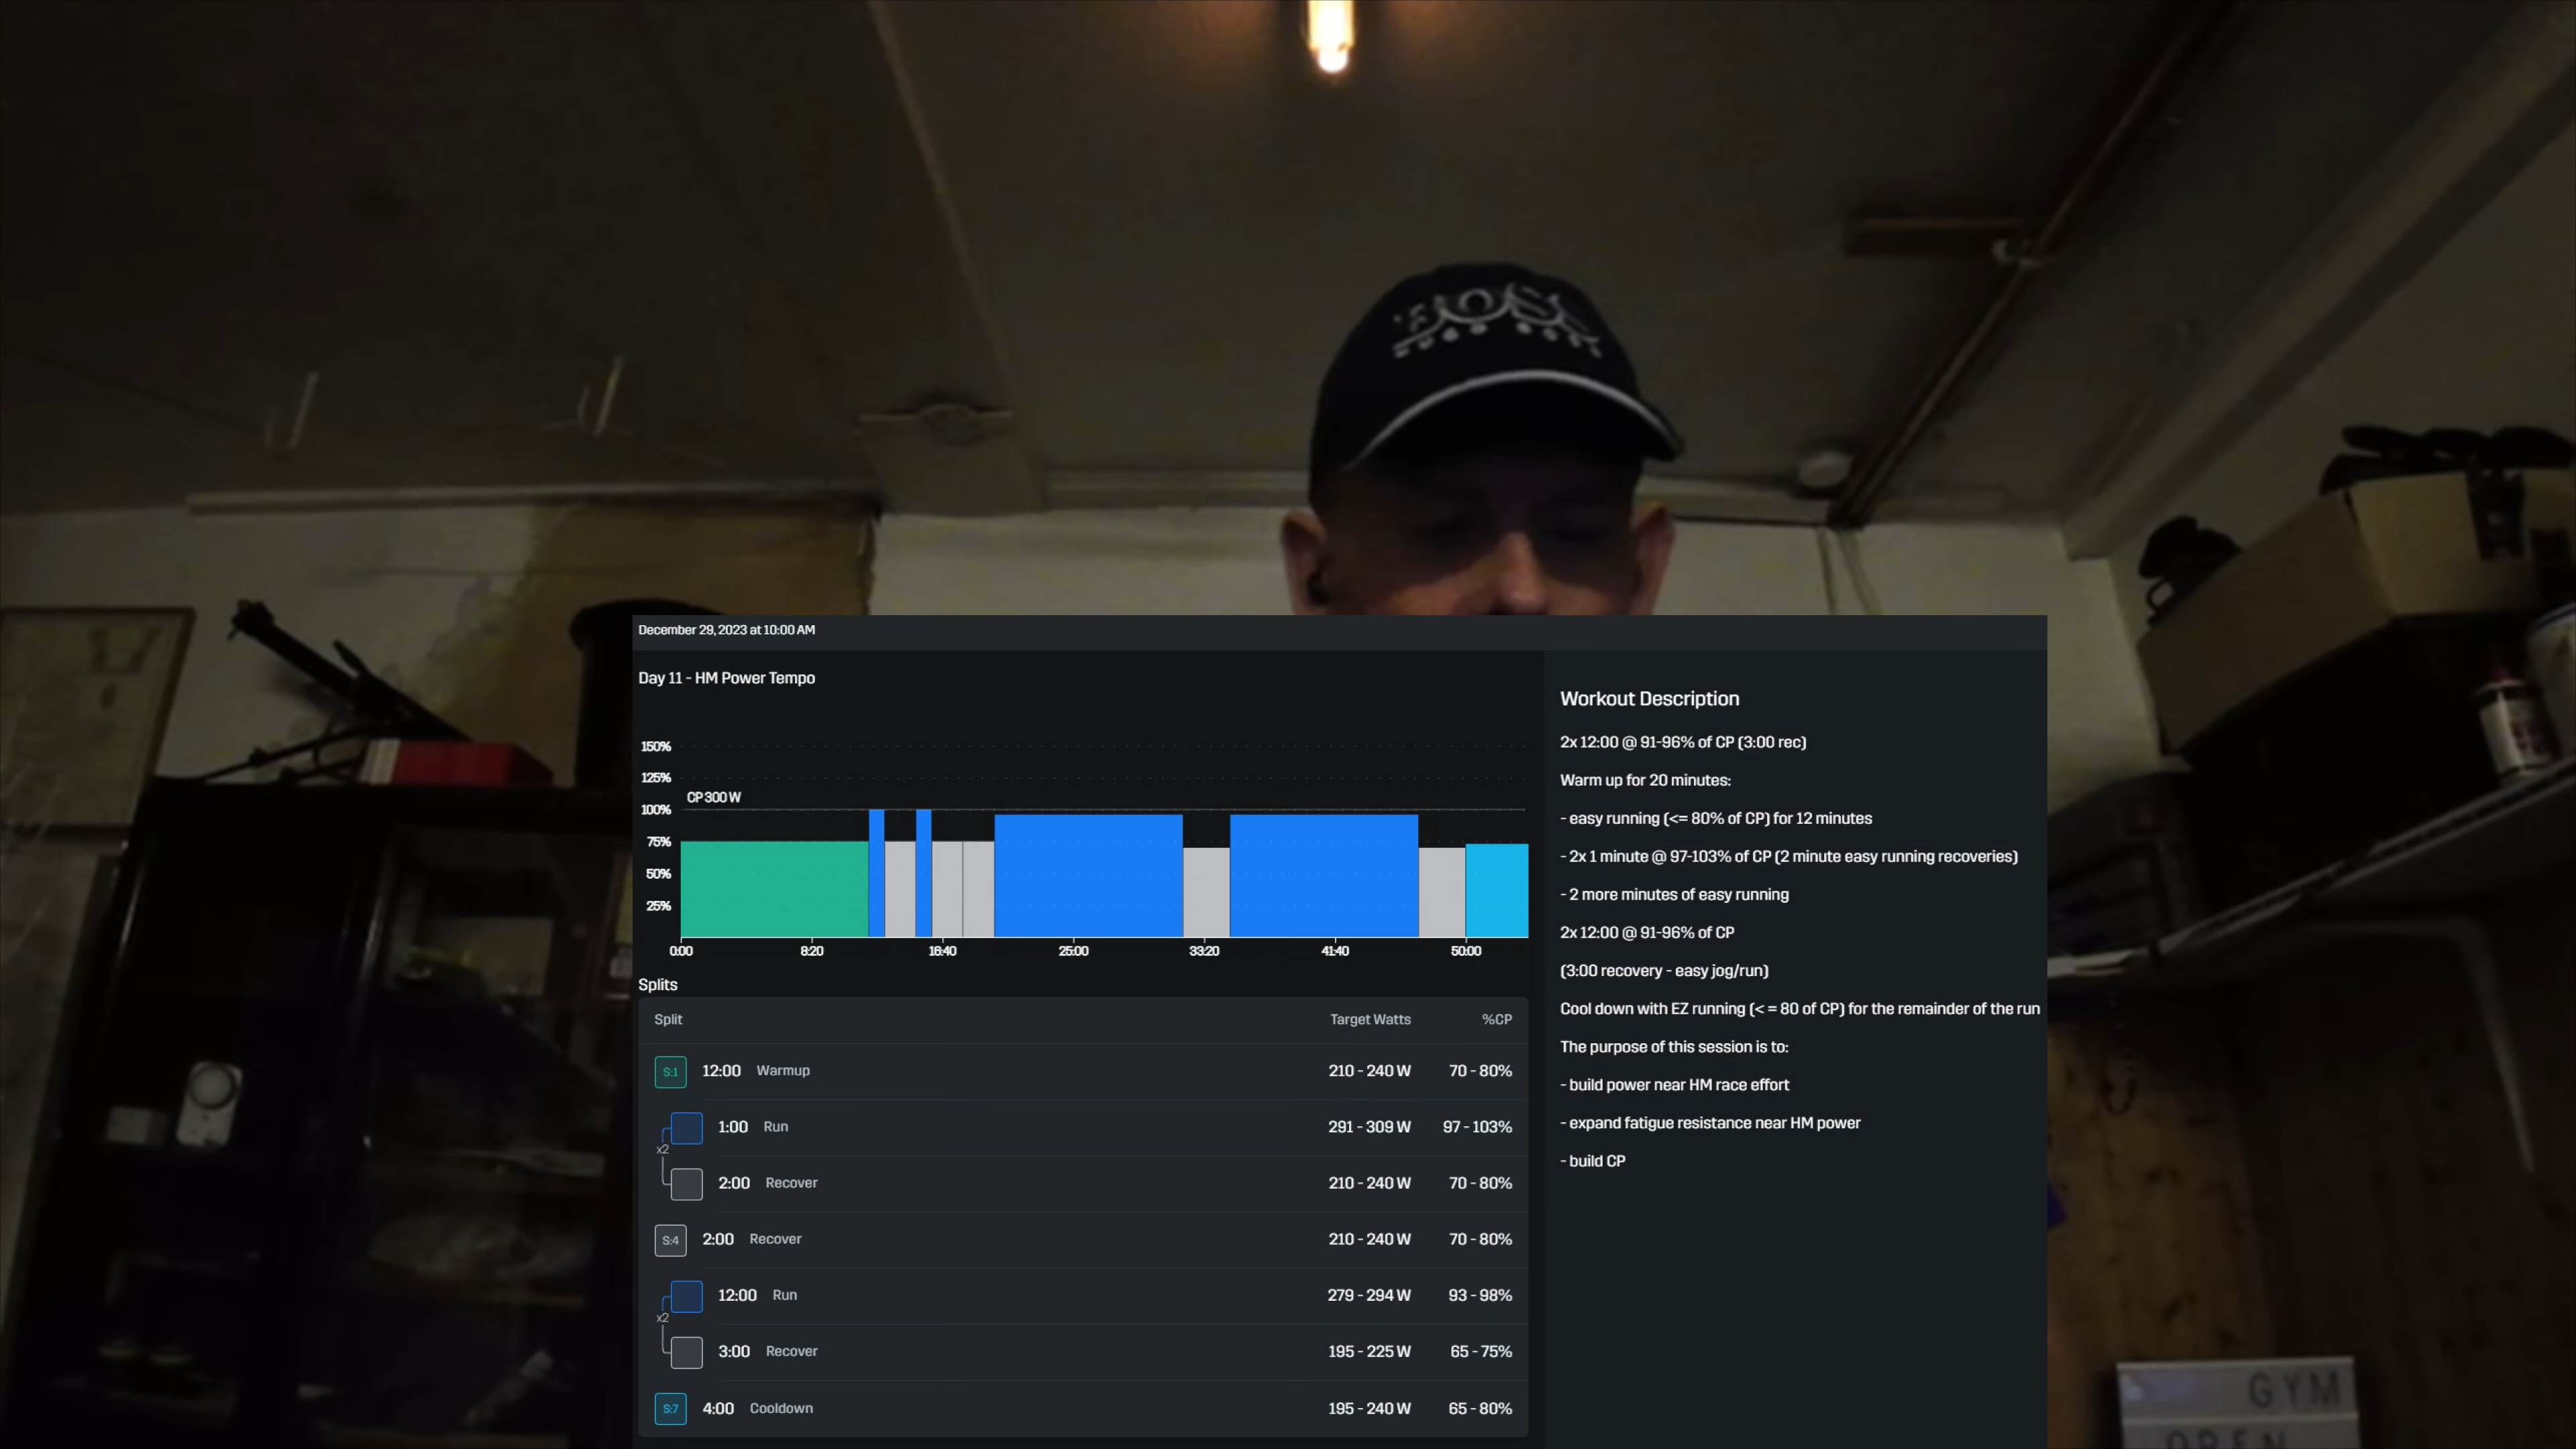 BOSS
HUGO BOSS
December 29, 2023 at 10:00 AM
Day 11 - HM Power Tempo
150%
125%
CP 300 W
100%
75%
50%
25%
0:00 8:20 16:40 25:00 33:20 41:40 50:00
Splits
Split Target Watts %CP
S:1 12:00 Warmup 210 - 240 W 70 - 80%
1:00 Run 291 - 309 W 97 - 103%
x2
2:00 Recover 210 - 240 W 70 - 80%
S:4 2:00 Recover 210 - 240 W 70 - 80%
12:00 Run 279 - 294 W 93 - 98%
x2
3:00 Recover 195 - 225 W 65 - 75%
S:7 4:00 Cooldown 195 - 240 W 65 - 80%
Workout Description
2x 12:00 @ 91-96% of CP (3:00 rec)
Warm up for 20 minutes:
- easy running (<= 80% of CP) for 12 minutes
- 2x 1 minute @ 97-103% of CP (2 minute easy running recoveries)
- 2 more minutes of easy running
2x 12:00 @ 91-96% of CP
(3:00 recovery - easy jog/run)
Cool down with EZ running (< = 80 of CP) for the remainder of the run
The purpose of this session is to:
- build power near HM race effort
- expand fatigue resistance near HM power
- build CP
GYM
OPEN